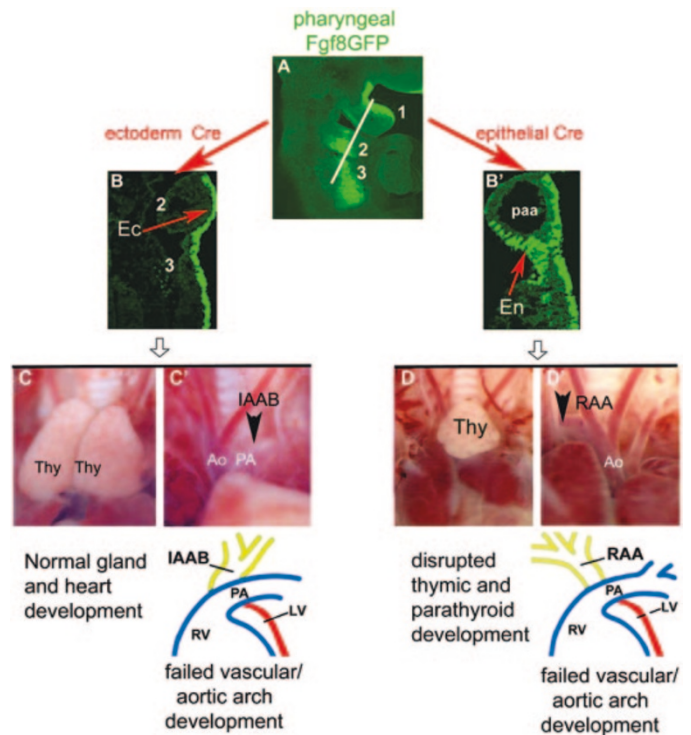 pharyngeal
Fgf8GFP
A
1
2
3
ectoderm Cre
epithelial Cre
B
2
Ec
3
B'
paa
En
C
Thy
Thy
C'
IAAB
Ao
PA
D
Thy
D'
RAA
Ao
Normal gland
and heart
development
IAAB
PA
LV
RV
failed vascular/
aortic arch
development
disrupted
thymic and
parathyroid
development
RAA
PA
LV
RV
failed vascular/
aortic arch
development